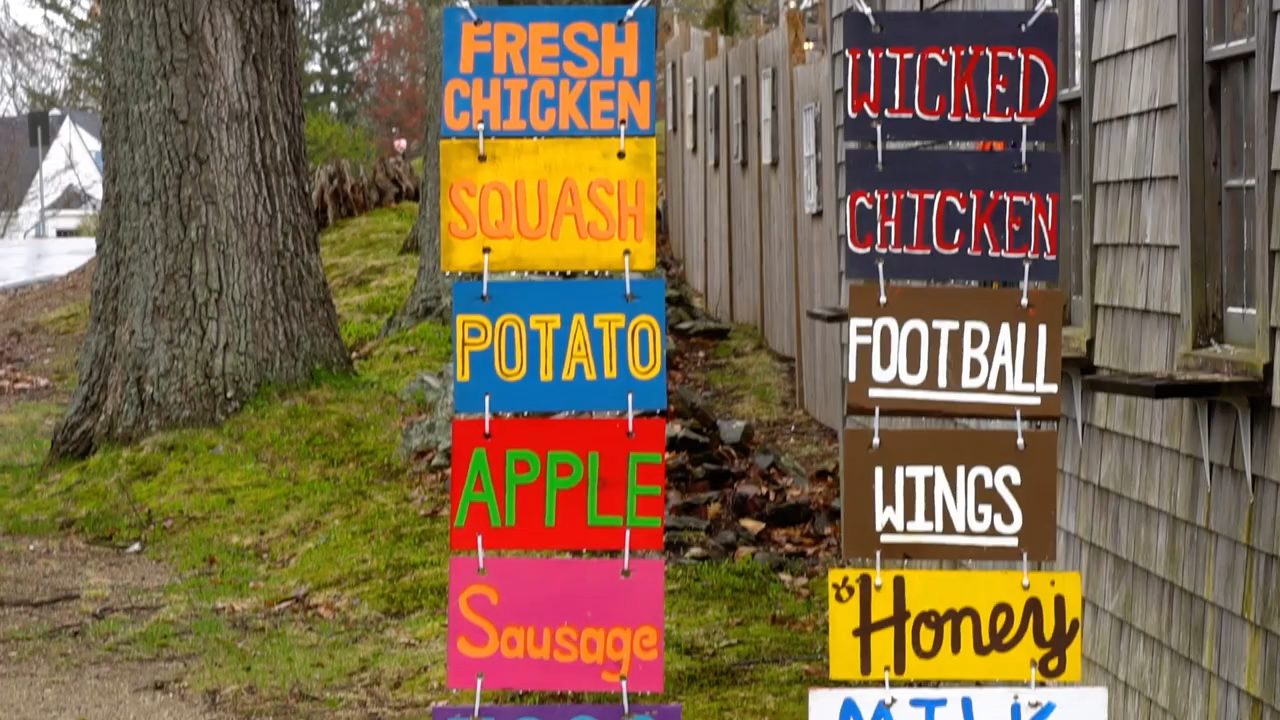 FRESH
CHICKEN
SQUASH
POTATO
APPLE
Sausage
WICKED
CHICKEN
FOOTBALL
WINGS
Honey
MILK